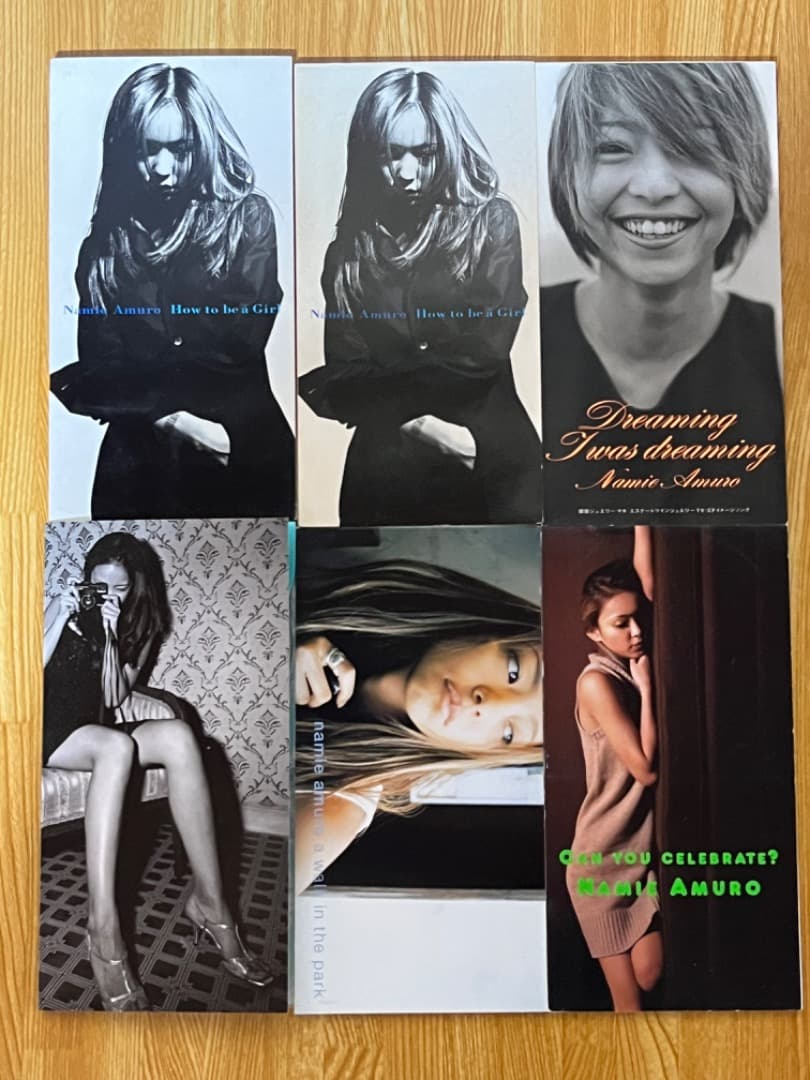 Namie Amuro How to be a Girl
Namie Amuro How to be a Girl
Dreaming
I was dreaming
Namie Amuro
namie amuro a walk in the park
CAN YOU CELEBRATE?
NAMIE AMURO